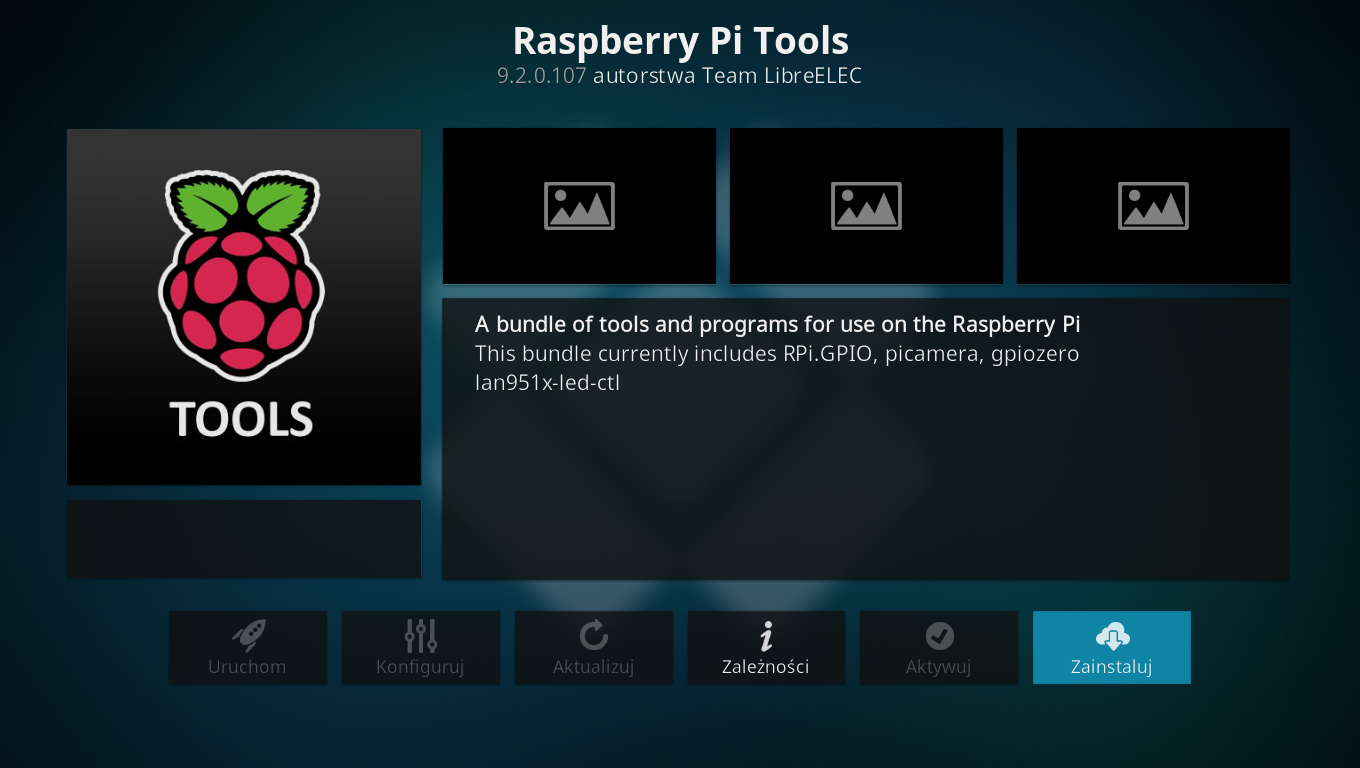 Raspberry Pi Tools
9.2.0.107 autorstwa Team LibreELEC
TOOLS
A bundle of tools and programs for use on the Raspberry Pi
This bundle currently includes RPi.GPIO, picamera, gpiozero
lan951x-led-ctl
Uruchom
Konfiguruj
Aktualizuj
Zależności
Aktywuj
Zainstaluj